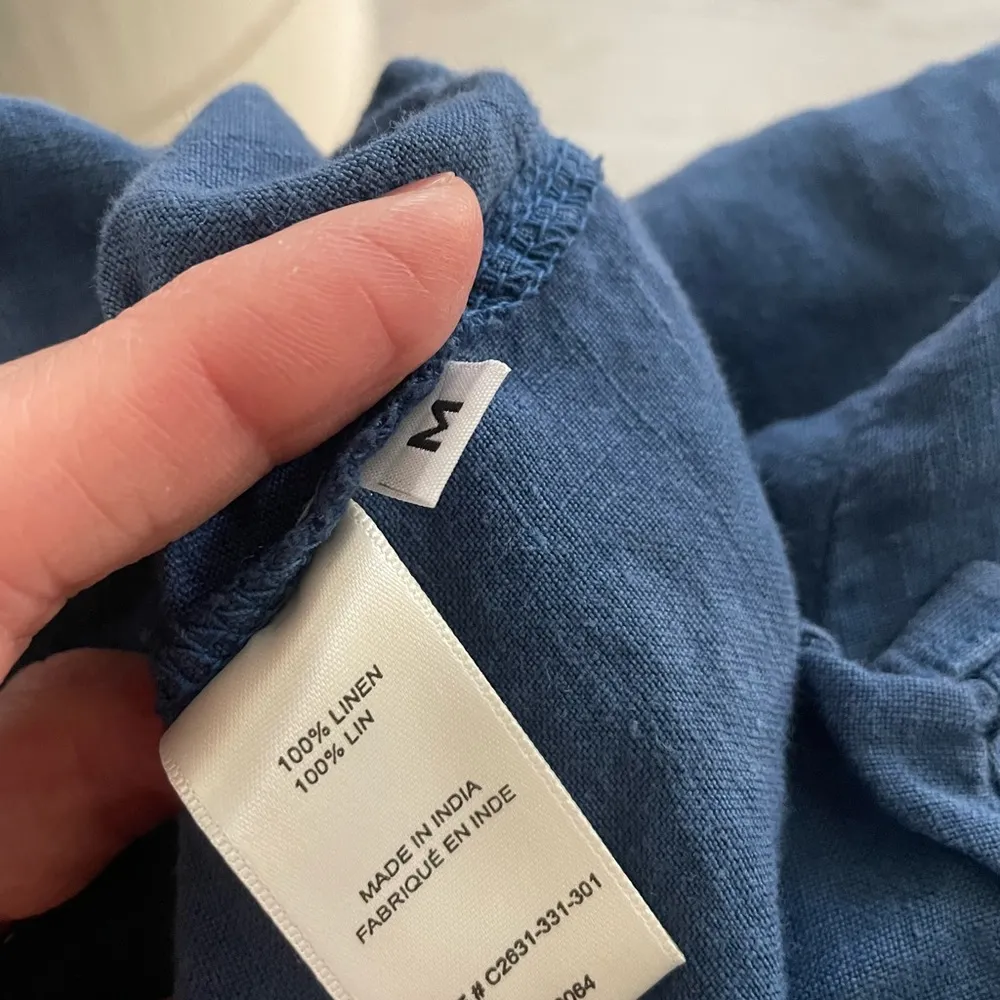 M
100% LINEN
100% LIN
MADE IN INDIA
FABRIQUÉ EN INDE
# C2631-331-301